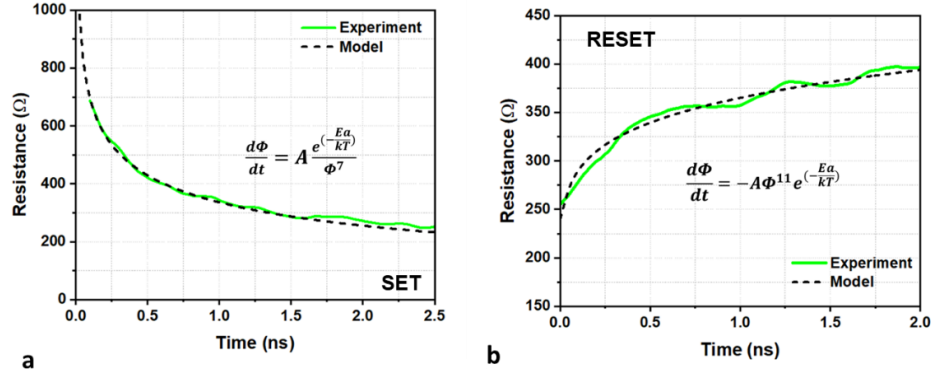 1000
800
600
400
200
0
Resistance (Ω)
Experiment
Model
dΦ/dt = A e^(-Ea/kT)/Φ^7
SET
0.0 0.5 1.0 1.5 2.0 2.5
Time (ns)
a
450
400
350
300
250
200
150
Resistance (Ω)
RESET
dΦ/dt = -AΦ^11 e^(-Ea/kT)
Experiment
Model
0.0 0.5 1.0 1.5 2.0
Time (ns)
b